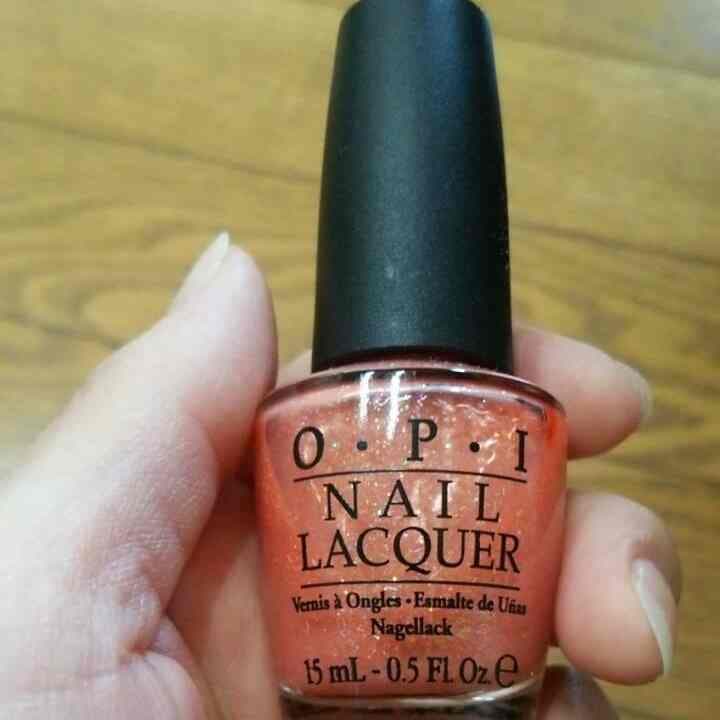 O·P·I
NAIL
LACQUER
Vernis à Ongles · Esmalte de Uñas
Nagellack
15 mL - 0.5 Fl. Oz. ℮